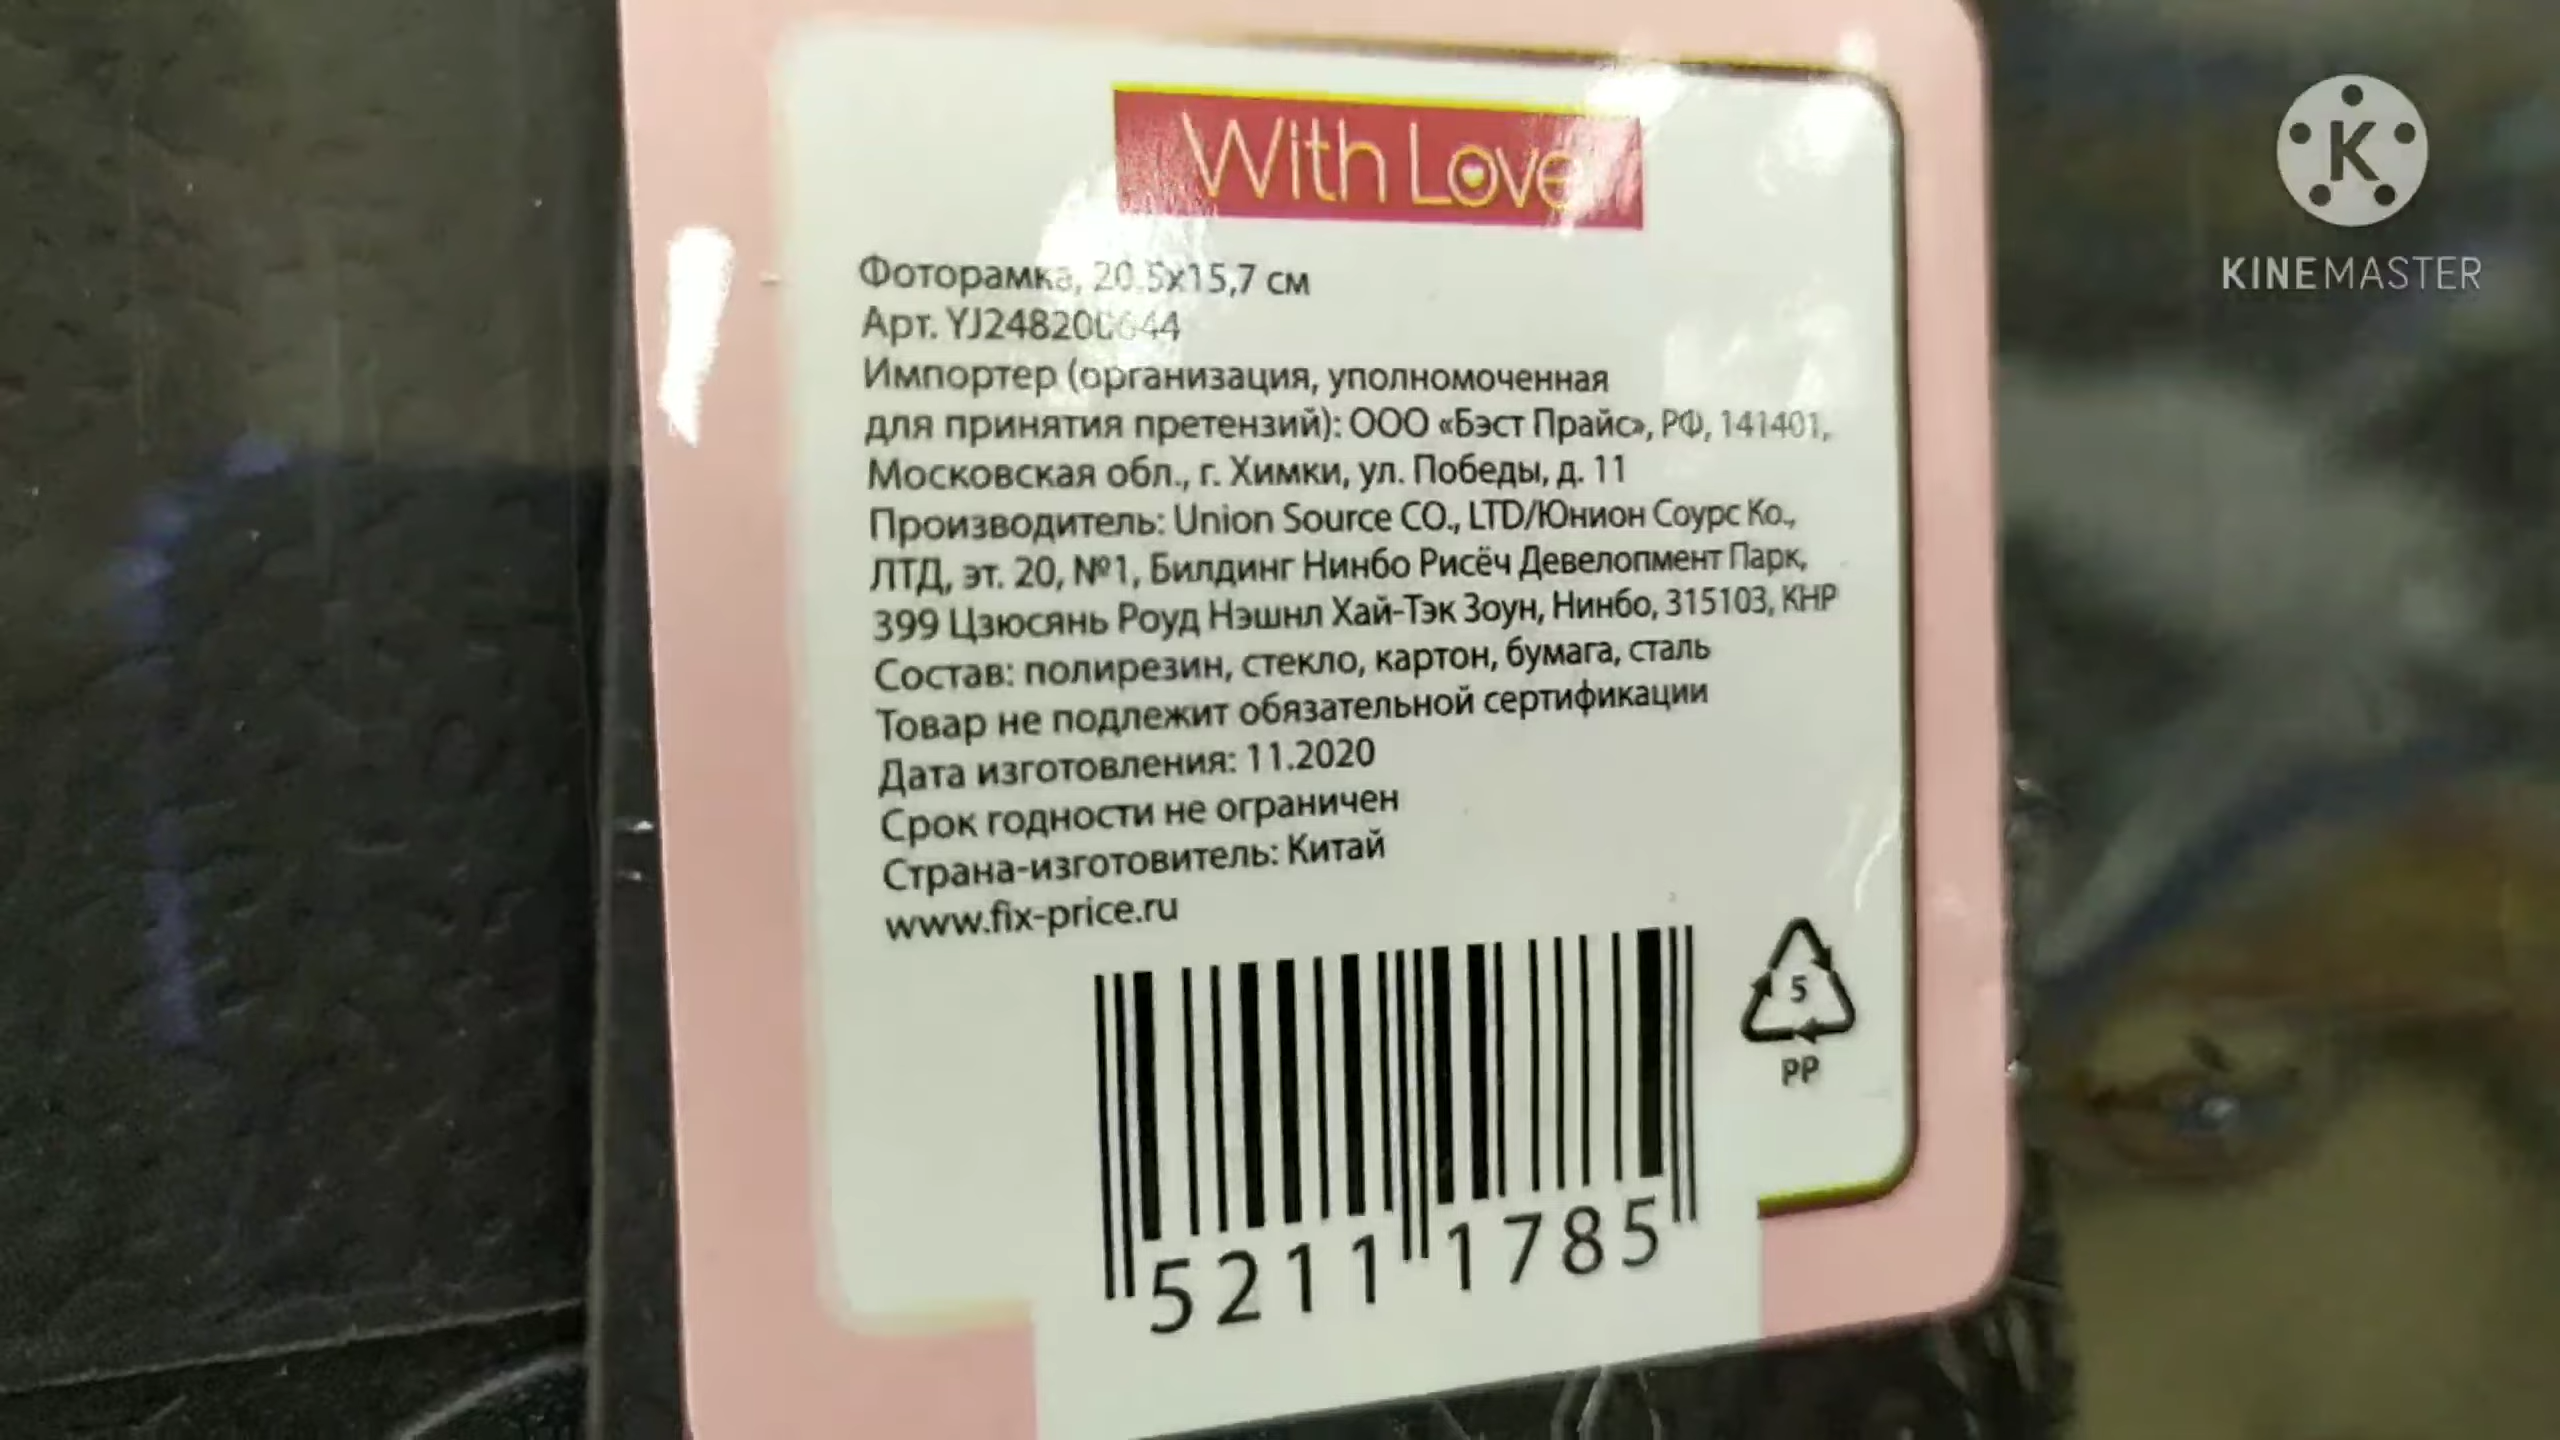 With Love
Фоторамка, 20,5x15,7 см
Арт.
Импортер (организация, уполномоченная
для принятия претензий): ООО «Бэст Прайс», РФ, 141401,
Московская обл., г. Химки, ул. Победы, д. 11
Производитель: Union Source CO., LTD/Юнион Соурс Ко.,
ЛТД, эт. 20, №1, Билдинг Нинбо Рисёч Девелопмент Парк,
399 Цзюсянь Роуд Нэшнл Хай-Тэк Зоун, Нинбо, 315103, КНР
Состав: полирезин, стекло, картон, бумага, сталь
Товар не подлежит обязательной сертификации
Дата изготовления: 11.2020
Срок годности не ограничен
Страна-изготовитель: Китай
www.fix-price.ru
5211 1785
5
PP
K
KINEMASTER